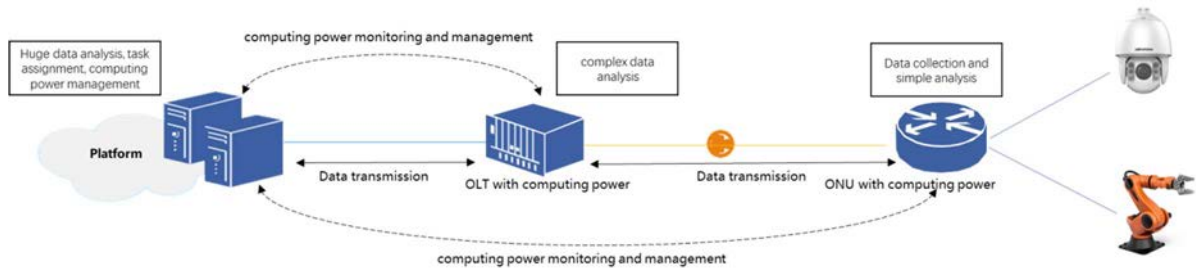 computing power monitoring and management
Huge data analysis, task
assignment, computing
power management
complex data
analysis
Data collection and
simple analysis
HIKVISION
Platform
Data transmission
OLT with computing power
Data transmission
ONU with computing power
computing power monitoring and management